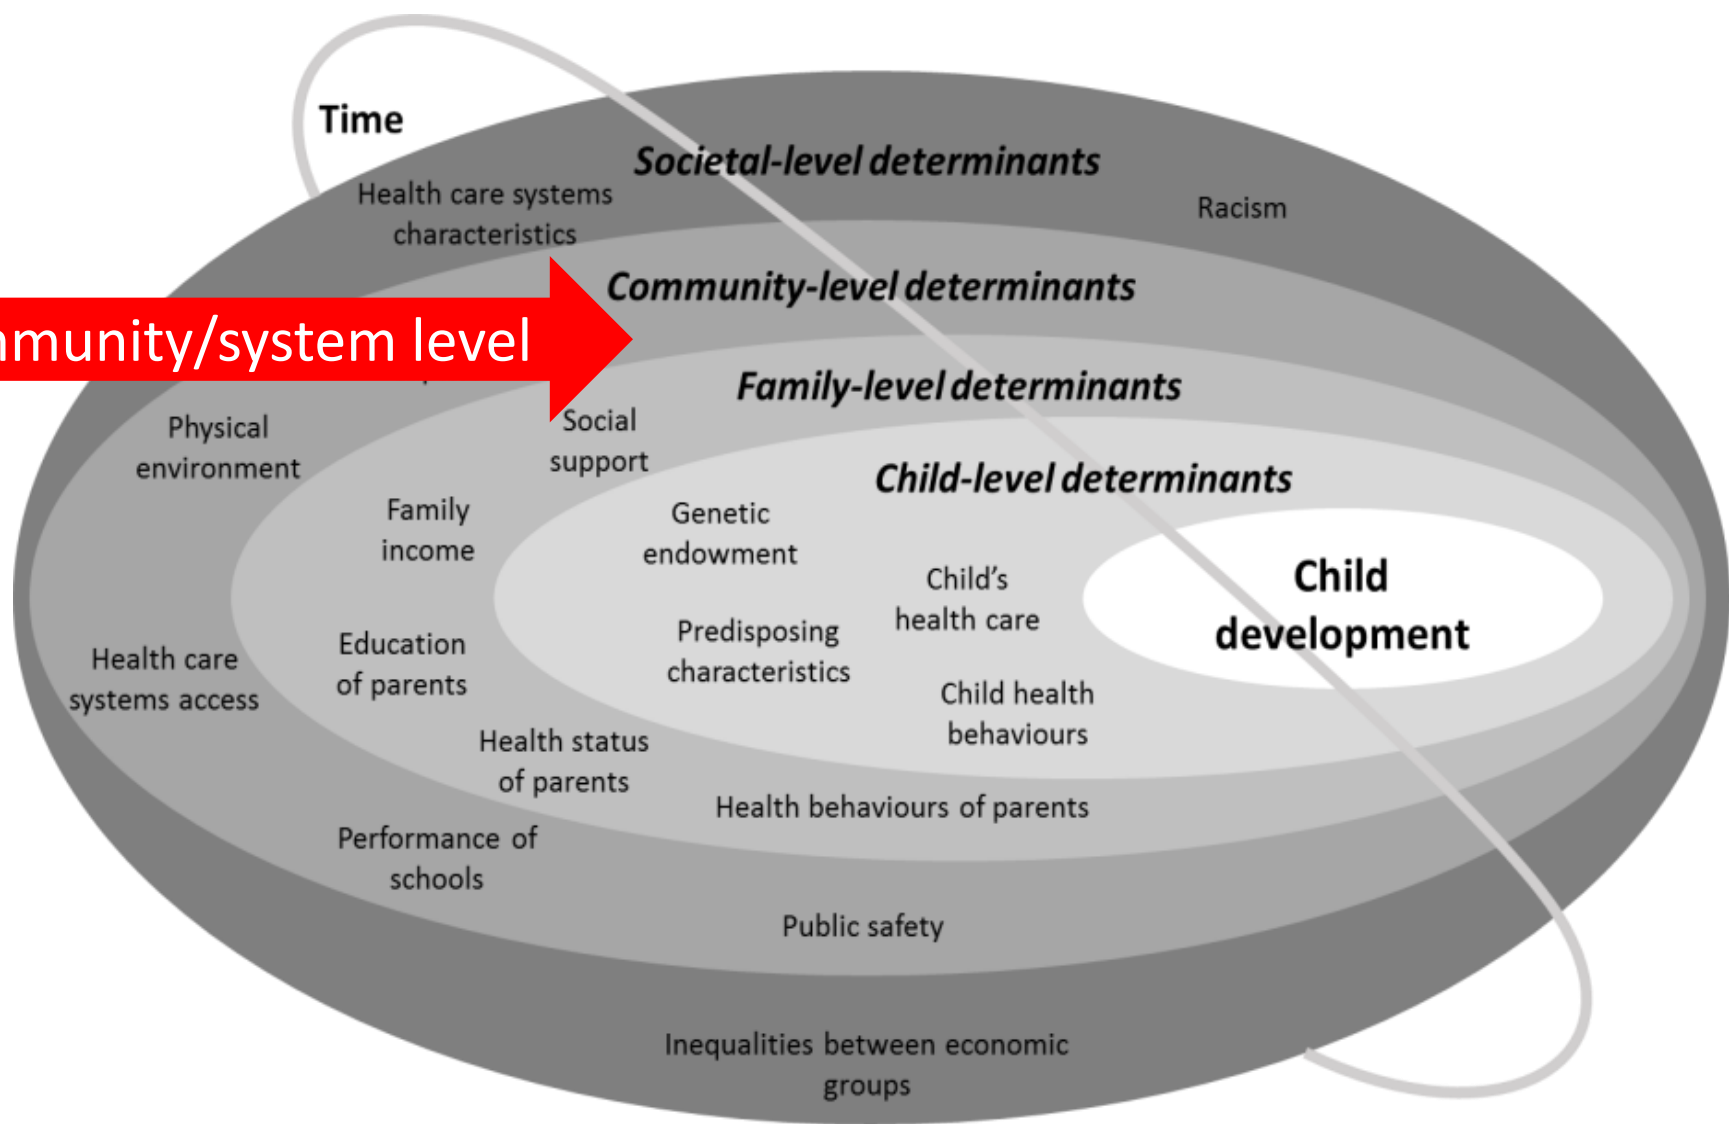 Time
Societal-level determinants
Health care systems
characteristics
Racism
Community-level determinants
munity/system level
Family-level determinants
Physical
environment
Social
support
Child-level determinants
Family
income
Genetic
endowment
Child's
health care
Child
development
Education
of parents
Predisposing
characteristics
Health care
systems access
Child health
behaviours
Health status
of parents
Health behaviours of parents
Performance of
schools
Public safety
Inequalities between economic
groups